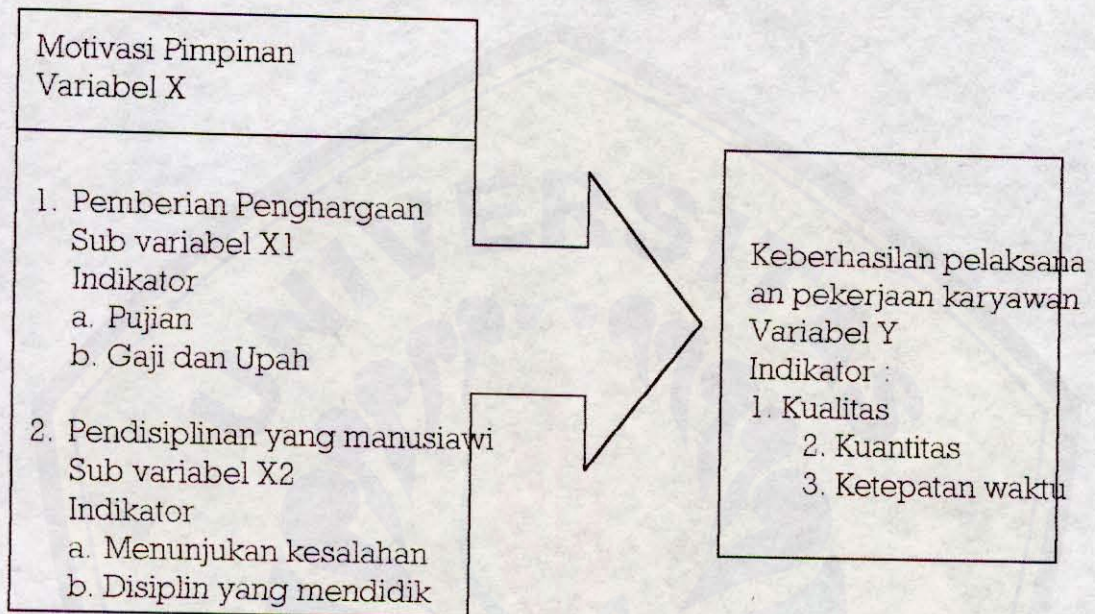 Motivasi Pimpinan
Variabel X
1. Pemberian Penghargaan
Sub variabel X1
Indikator
a. Pujian
b. Gaji dan Upah
2. Pendisiplinan yang manusiawi
Sub variabel X2
Indikator
a. Menunjukan kesalahan
b. Disiplin yang mendidik
Keberhasilan pelaksana
an pekerjaan karyawan
Variabel Y
Indikator :
1. Kualitas
2. Kuantitas
3. Ketepatan waktu
UNIVERS